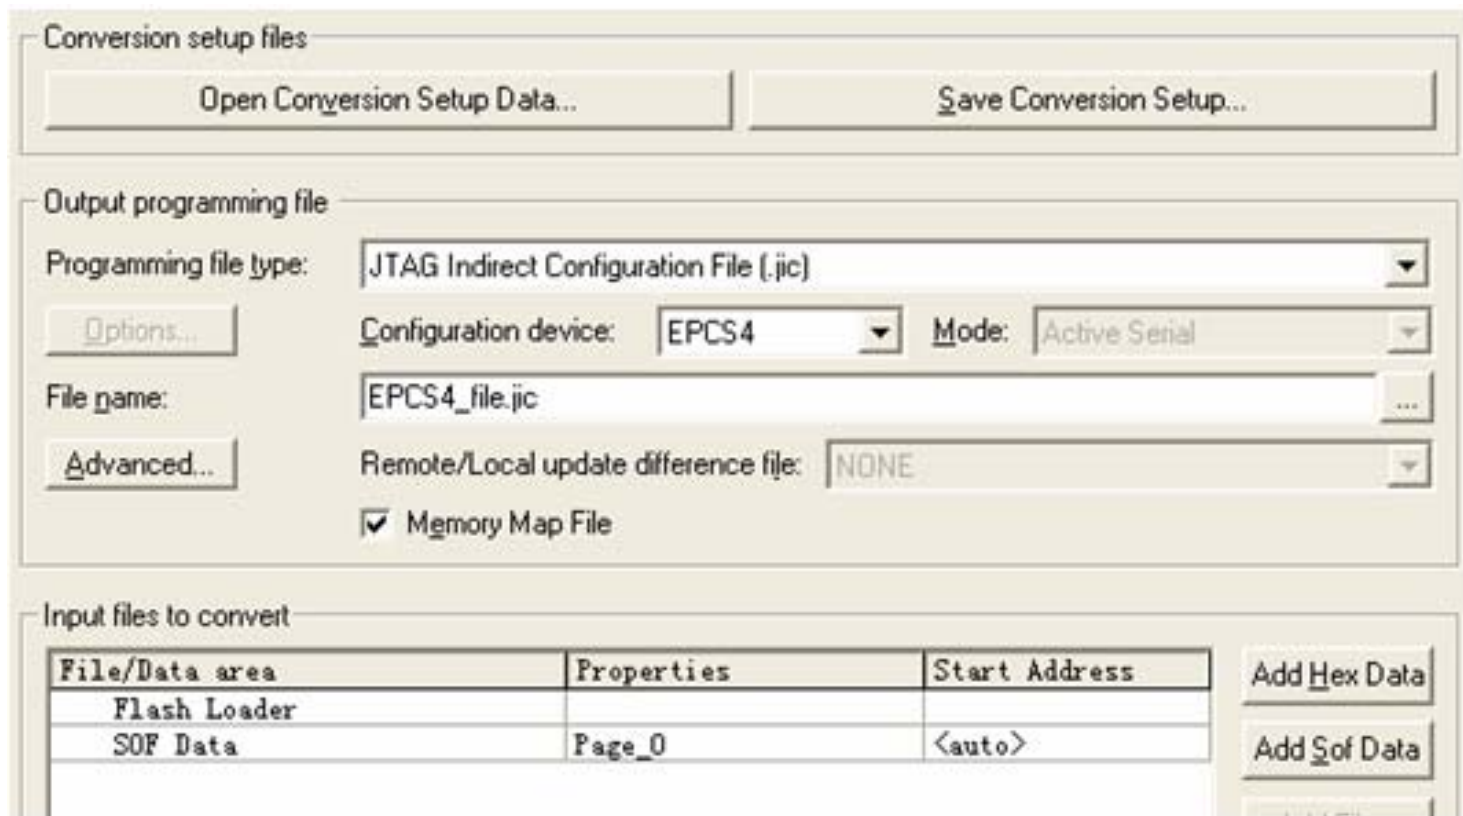 Conversion setup files
Open Conversion Setup Data... Save Conversion Setup...
Output programming file
Programming file type: JTAG Indirect Configuration File (.jic)
Options... Configuration device: EPCS4 Mode: Active Serial
File name: EPCS4_file.jic ...
Advanced... Remote/Local update difference file: NONE
Memory Map File
Input files to convert
File/Data area Properties Start Address
Add Hex Data
Flash Loader
SOF Data Page_0 <auto>
Add Sof Data